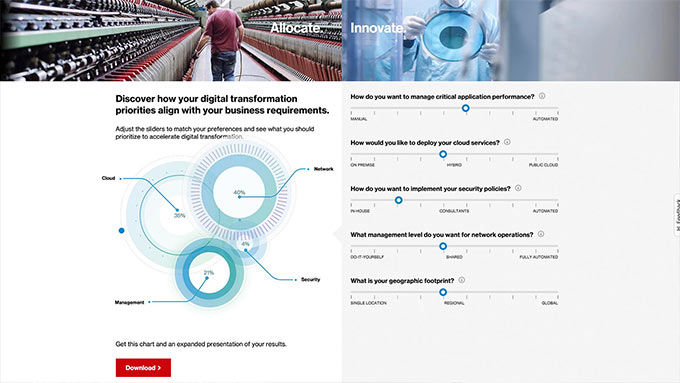 Allocate.
Innovate.
Discover how your digital transformation
priorities align with your business requirements.
Adjust the sliders to match your preferences and see what you should
prioritize to accelerate digital transformation.
Cloud
Network
40%
35%
4%
21%
Security
Management
Get this chart and an expanded presentation of your results.
Download >
How do you want to manage critical application performance?
MANUAL AUTOMATED
How would you like to deploy your cloud services?
ON PREMISE HYBRID PUBLIC CLOUD
How do you want to implement your security policies?
IN-HOUSE CONSULTANTS AUTOMATED
What management level do you want for network operations?
DO-IT-YOURSELF SHARED FULLY AUTOMATED
What is your geographic footprint?
SINGLE LOCATION REGIONAL GLOBAL
Feedback